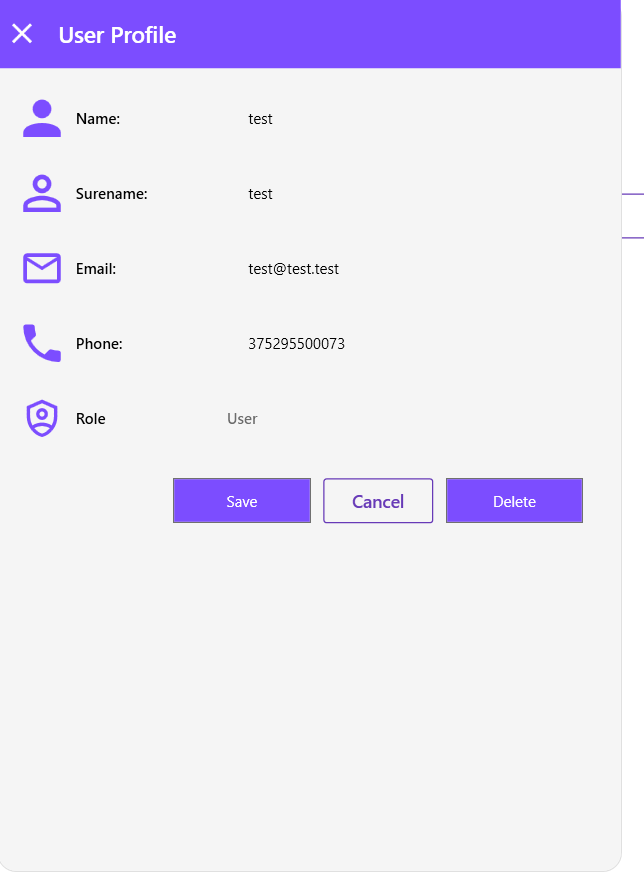 User Profile
Name: test
Surename: test
Email: test@test.test
Phone: 375295500073
Role User
Save Cancel Delete